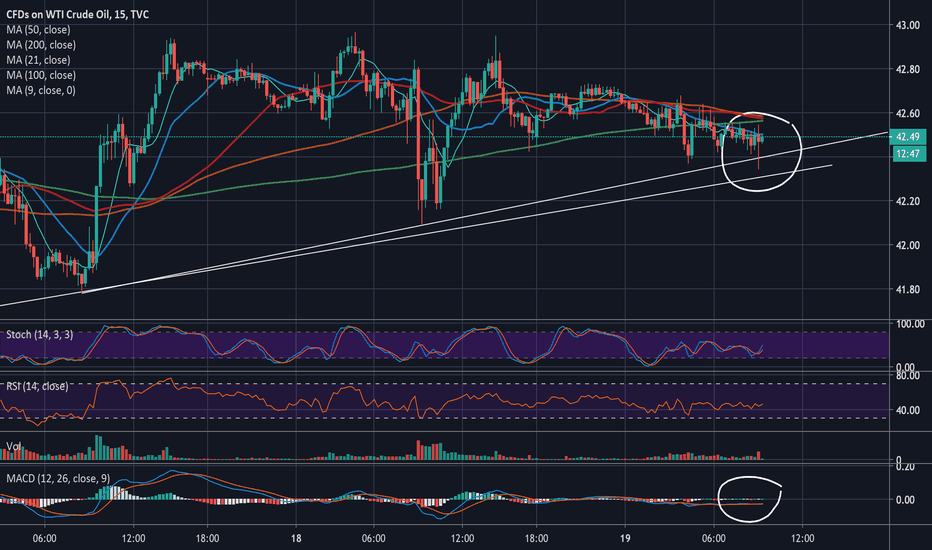 CFDs on WTI Crude Oil, 15, TVC
MA (50, close)
MA (200, close)
MA (21, close)
MA (100, close)
MA (9, close, 0)
43.00
42.80
42.60
42.49
12:47
42.20
42.00
41.80
Stoch (14, 3, 3)
100.00
0.00
RSI (14, close)
80.00
40.00
Vol
0
MACD (12, 26, close, 9)
0.20
0.00
06:00 12:00 18:00 18 06:00 12:00 18:00 19 06:00 12:00